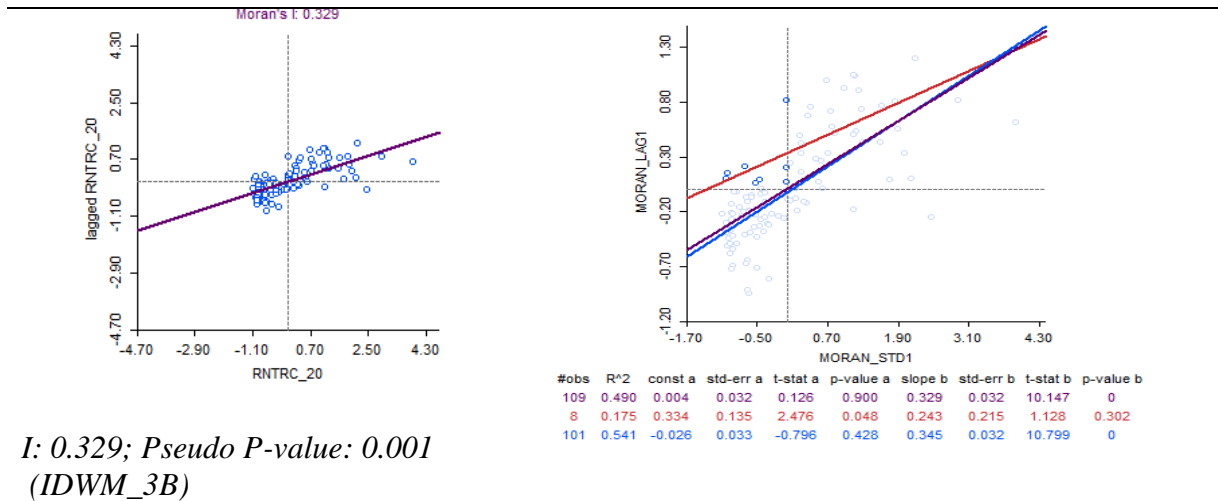 Moran's I: 0.329
4.30
2.50
0.70
-1.10
-2.90
-4.70
lagged RNTRC_20
-4.70 -2.90 -1.10 0.70 2.50 4.30
RNTRC_20
1.30
0.80
0.30
-0.20
-0.70
-1.20
MORAN_LAG1
-1.70 -0.50 0.70 1.90 3.10 4.30
MORAN_STD1
#obs R^2 const a std-err a t-stat a p-value a slope b std-err b t-stat b p-value b
109 0.490 0.004 0.032 0.126 0.900 0.329 0.032 10.147 0
8 0.175 0.334 0.135 2.476 0.048 0.243 0.215 1.128 0.302
101 0.541 -0.026 0.033 -0.796 0.428 0.345 0.032 10.799 0
I: 0.329; Pseudo P-value: 0.001
(IDWM_3B)